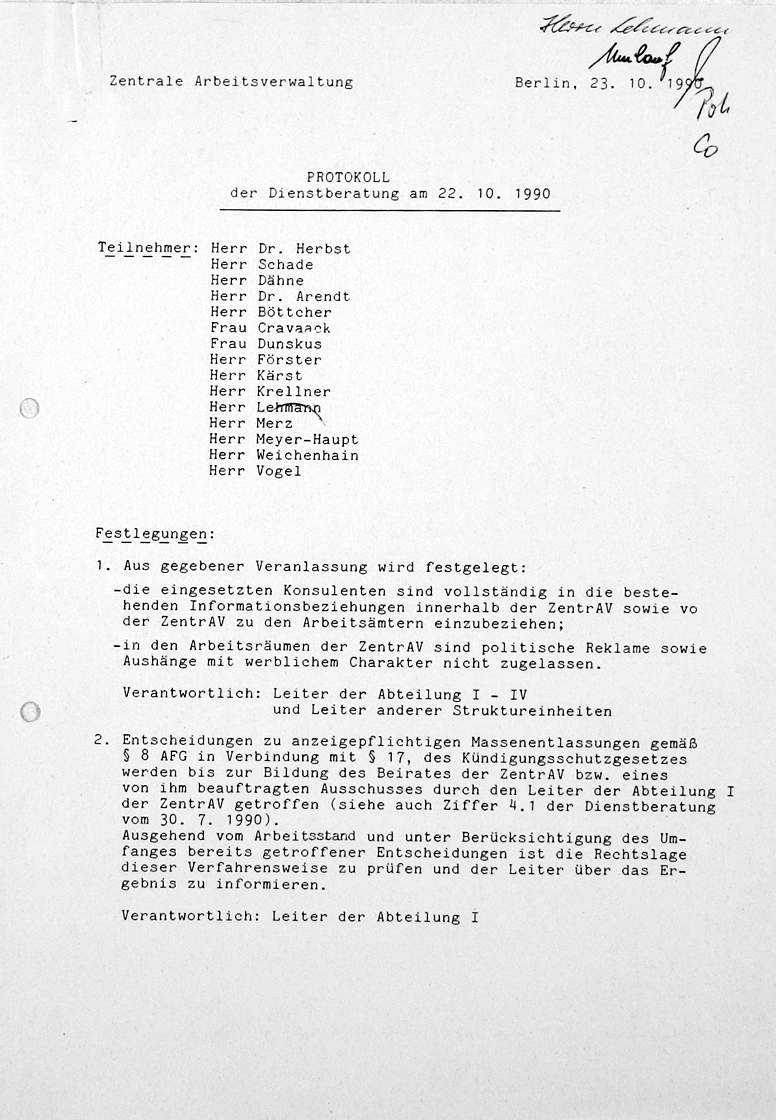 Herrn Lehmann
Umlauf
Zentrale Arbeitsverwaltung Berlin, 23. 10. 1990
Co
PROTOKOLL
der Dienstberatung am 22. 10. 1990
Teilnehmer: Herr Dr. Herbst
Herr Schade
Herr Dähne
Herr Dr. Arendt
Herr Böttcher
Frau Cravaack
Frau Dunskus
Herr Förster
Herr Kärst
Herr Krellner
Herr Lehmann
Herr Merz
Herr Meyer-Haupt
Herr Weichenhain
Herr Vogel
Festlegungen:
1. Aus gegebener Veranlassung wird festgelegt:
-die eingesetzten Konsulenten sind vollständig in die beste-
henden Informationsbeziehungen innerhalb der ZentrAV sowie vo
der ZentrAV zu den Arbeitsämtern einzubeziehen;
-in den Arbeitsräumen der ZentrAV sind politische Reklame sowie
Aushänge mit werblichem Charakter nicht zugelassen.
Verantwortlich: Leiter der Abteilung I - IV
und Leiter anderer Struktureinheiten
2. Entscheidungen zu anzeigepflichtigen Massenentlassungen gemäß
§ 8 AFG in Verbindung mit § 17, des Kündigungsschutzgesetzes
werden bis zur Bildung des Beirates der ZentrAV bzw. eines
von ihm beauftragten Ausschusses durch den Leiter der Abteilung I
der ZentrAV getroffen (siehe auch Ziffer 4.1 der Dienstberatung
vom 30. 7. 1990).
Ausgehend vom Arbeitsstand und unter Berücksichtigung des Um-
fanges bereits getroffener Entscheidungen ist die Rechtslage
dieser Verfahrensweise zu prüfen und der Leiter über das Er-
gebnis zu informieren.
Verantwortlich: Leiter der Abteilung I